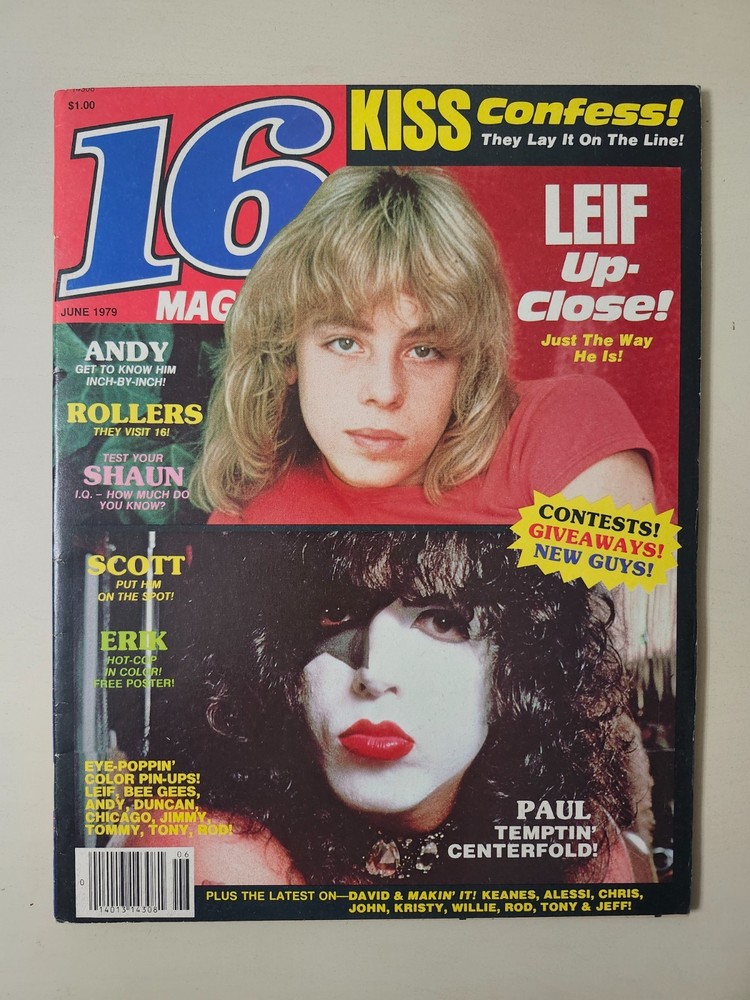 $1.00
16
MAG
JUNE 1979
KISS Confess!
They Lay It On The Line!
LEIF
Up-
Close!
Just The Way
He Is!
ANDY
GET TO KNOW HIM
INCH-BY-INCH!
ROLLERS
THEY VISIT 16!
TEST YOUR
SHAUN
I.Q. – HOW MUCH DO
YOU KNOW?
CONTESTS!
GIVEAWAYS!
NEW GUYS!
SCOTT
PUT HIM
ON THE SPOT!
ERIK
HOT-COP
IN COLOR!
FREE POSTER!
EYE-POPPIN'
COLOR PIN-UPS!
LEIF, BEE GEES,
ANDY, DUNCAN,
CHICAGO, JIMMY,
TOMMY, TONY, ROD!
PAUL
TEMPTIN'
CENTERFOLD!
06
0 14013 14308
PLUS THE LATEST ON—DAVID & MAKIN' IT! KEANES, ALESSI, CHRIS,
JOHN, KRISTY, WILLIE, ROD, TONY & JEFF!